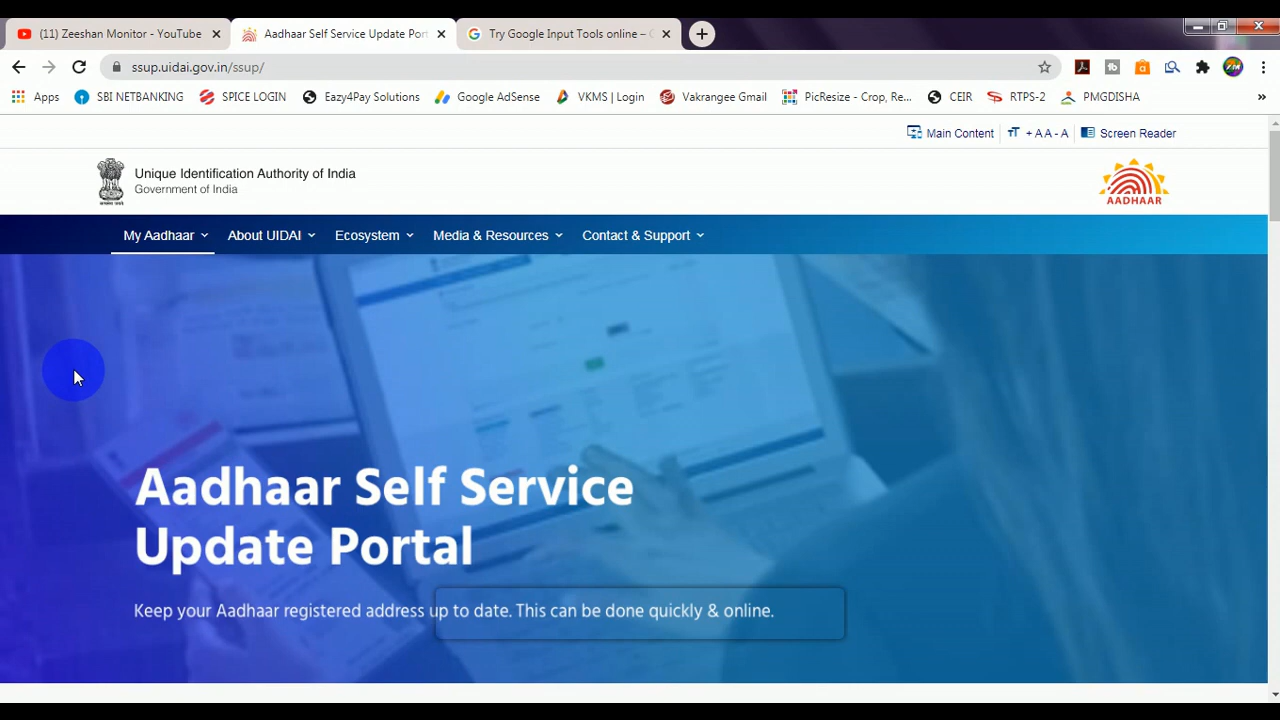 (11) Zeeshan Monitor - YouTube
Aadhaar Self Service Update Port
Try Google Input Tools online –
ssup.uidai.gov.in/ssup/
Apps
SBI NETBANKING
SPICE LOGIN
Eazy4Pay Solutions
Google AdSense
VKMS | Login
Vakrangee Gmail
PicResize - Crop, Re...
CEIR
RTPS-2
PMGDISHA
»
Main Content
+ A A - A
Screen Reader
Unique Identification Authority of India
Government of India
AADHAAR
My Aadhaar
About UIDAI
Ecosystem
Media & Resources
Contact & Support
Aadhaar Self Service
Update Portal
Keep your Aadhaar registered address up to date. This can be done quickly & online.